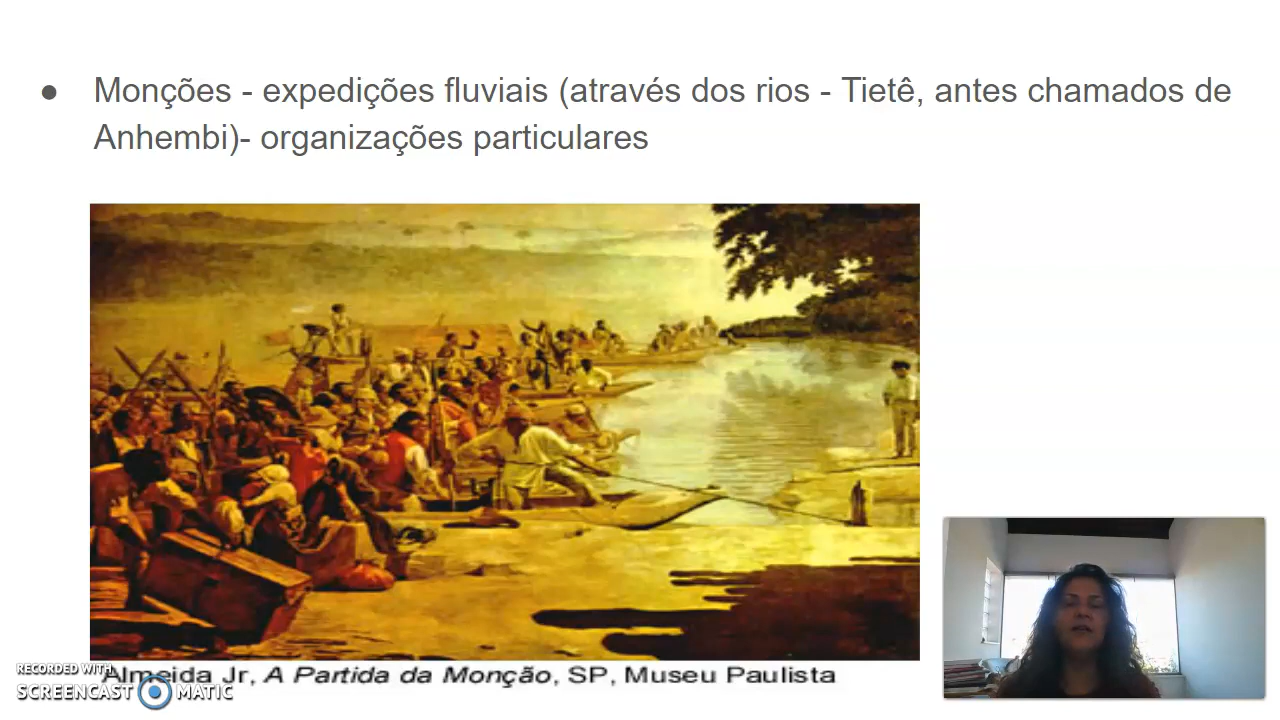 ● Monções - expedições fluviais (através dos rios - Tietê, antes chamados de
Anhembi)- organizações particulares
Almeida Jr, A Partida da Monção, SP, Museu Paulista
RECORDED WITH
SCREENCAST MATIC